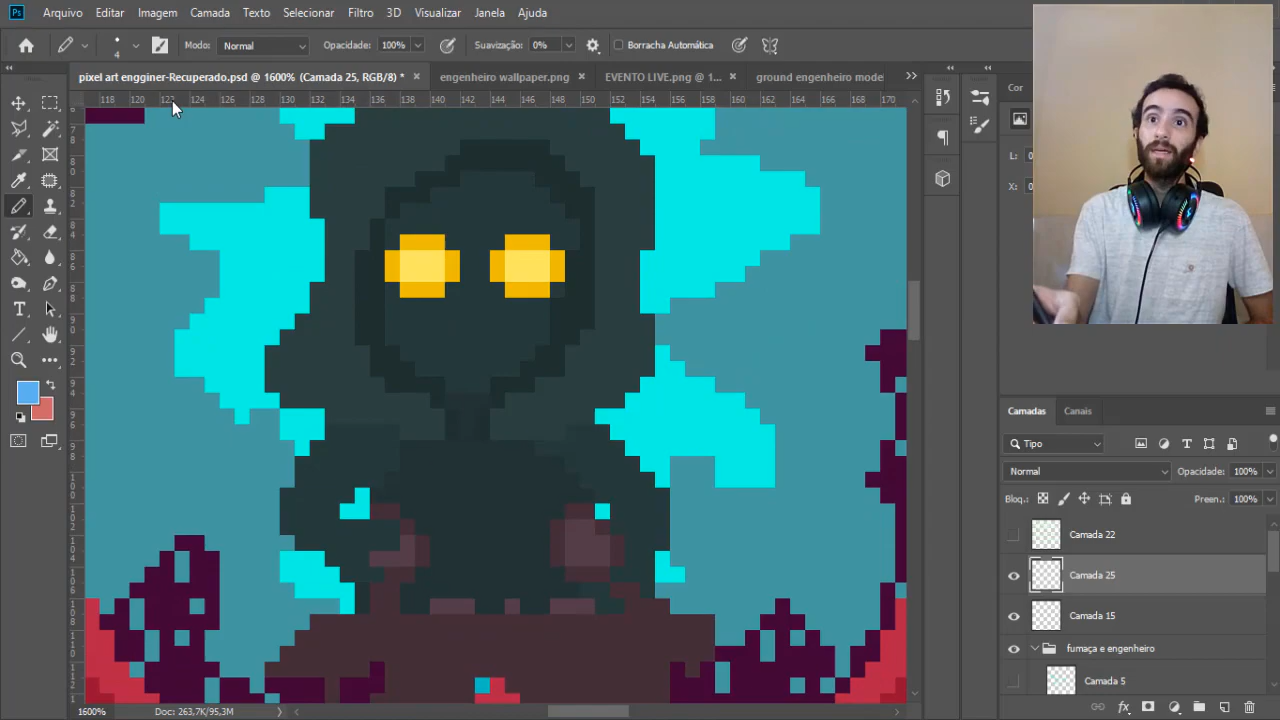 Ps Arquivo Editar Imagem Camada Texto Selecionar Filtro 3D Visualizar Janela Ajuda
4 Modo: Normal Opacidade: 100% Suavização: 0% Borracha Automática
pixel art engginer-Recuperado.psd @ 1600% (Camada 25, RGB/8) * × engenheiro wallpaper.png × EVENTO LIVE.png @ 1... × ground engenheiro mode
118 120 122 124 126 128 130 132 134 136 138 140 142 144 146 148 150 152 154 156 158 160 162 164 166 168 170
Cor
L: 0
X: 0
Camadas Canais
Tipo
Normal Opacidade: 100%
Bloq.: Preen.: 100%
Camada 22
Camada 25
Camada 15
fumaça e engenheiro
Camada 5
1600% Doc: 263,7K/95,3M